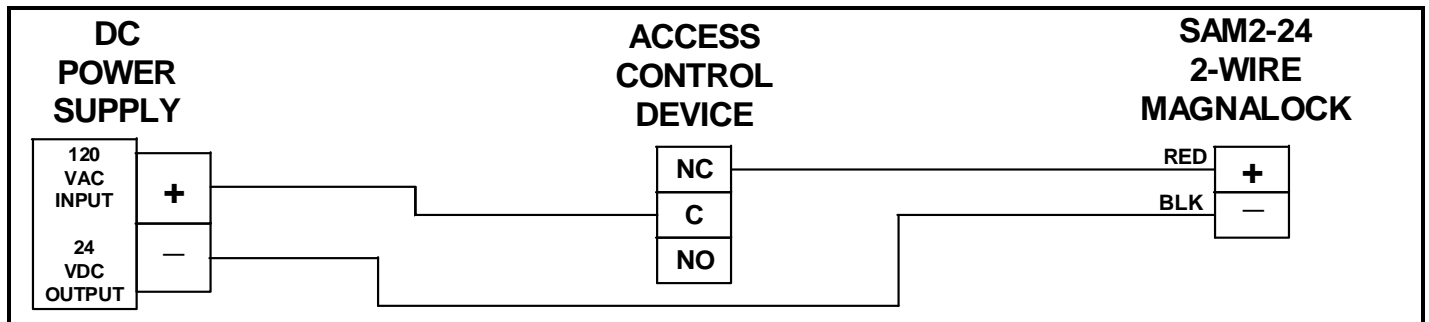 DC
POWER
SUPPLY
ACCESS
CONTROL
DEVICE
SAM2-24
2-WIRE
MAGNALOCK
120
VAC
INPUT
+
24
VDC
OUTPUT
—
NC
C
NO
RED
+
BLK
—